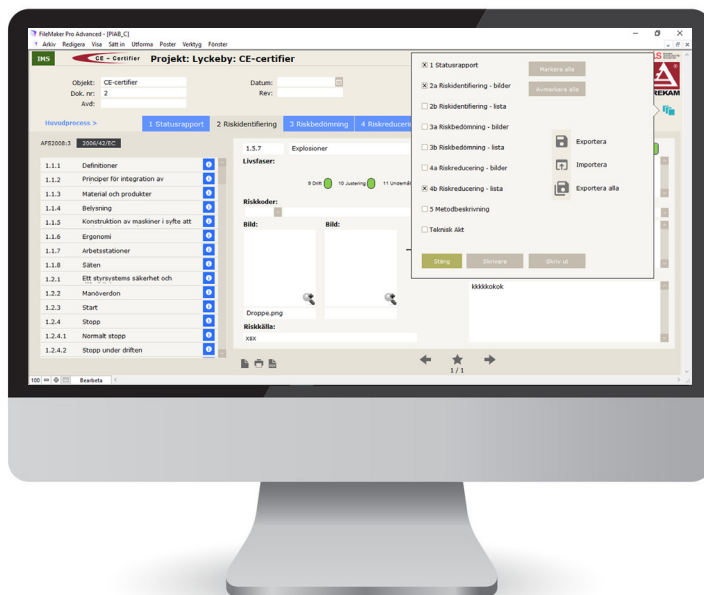 FileMaker Pro Advanced - [PIAB_C]
Arkiv Redigera Visa Sätt in Utforma Poster Verktyg Fönster
IMS
CE - Certifier
Projekt: Lyckeby: CE-certifier
Objekt: CE-certifier
Datum:
Dok. nr: 2
Rev:
Avd:
REKAM
Huvudprocess >
1 Statusrapport
2 Riskidentifiering
3 Riskbedömning
4 Riskreducerin
AFS2008:3
2006/42/EC
1.1.1 Definitioner
1.1.2 Principer för integration av
1.1.3 Material och produkter
1.1.4 Belysning
1.1.5 Konstruktion av maskiner i syfte att
1.1.6 Ergonomi
1.1.7 Arbetsstationer
1.1.8 Säten
1.2.1 Ett styrsystems säkerhet och
1.2.2 Manöverdon
1.2.3 Start
1.2.4 Stopp
1.2.4.1 Normalt stopp
1.2.4.2 Stopp under driften
1.5.7 Explosioner
Livsfaser:
9 Drift
10 Justering
11 Underhål
Riskkoder:
Bild:
Bild:
Droppe.png
Riskkälla:
xax
kkkkkokok
1 Statusrapport
2a Riskidentifiering - bilder
2b Riskidentifiering - lista
3a Riskbedömning - bilder
3b Riskbedömning - lista
4a Riskreducering - bilder
4b Riskreducering - lista
5 Metodbeskrivning
Teknisk Akt
Markera alla
Avmarkera alla
Exportera
Importera
Exportera alla
Stäng
Skrivare
Skriv ut
1 / 1
100
Bearbeta